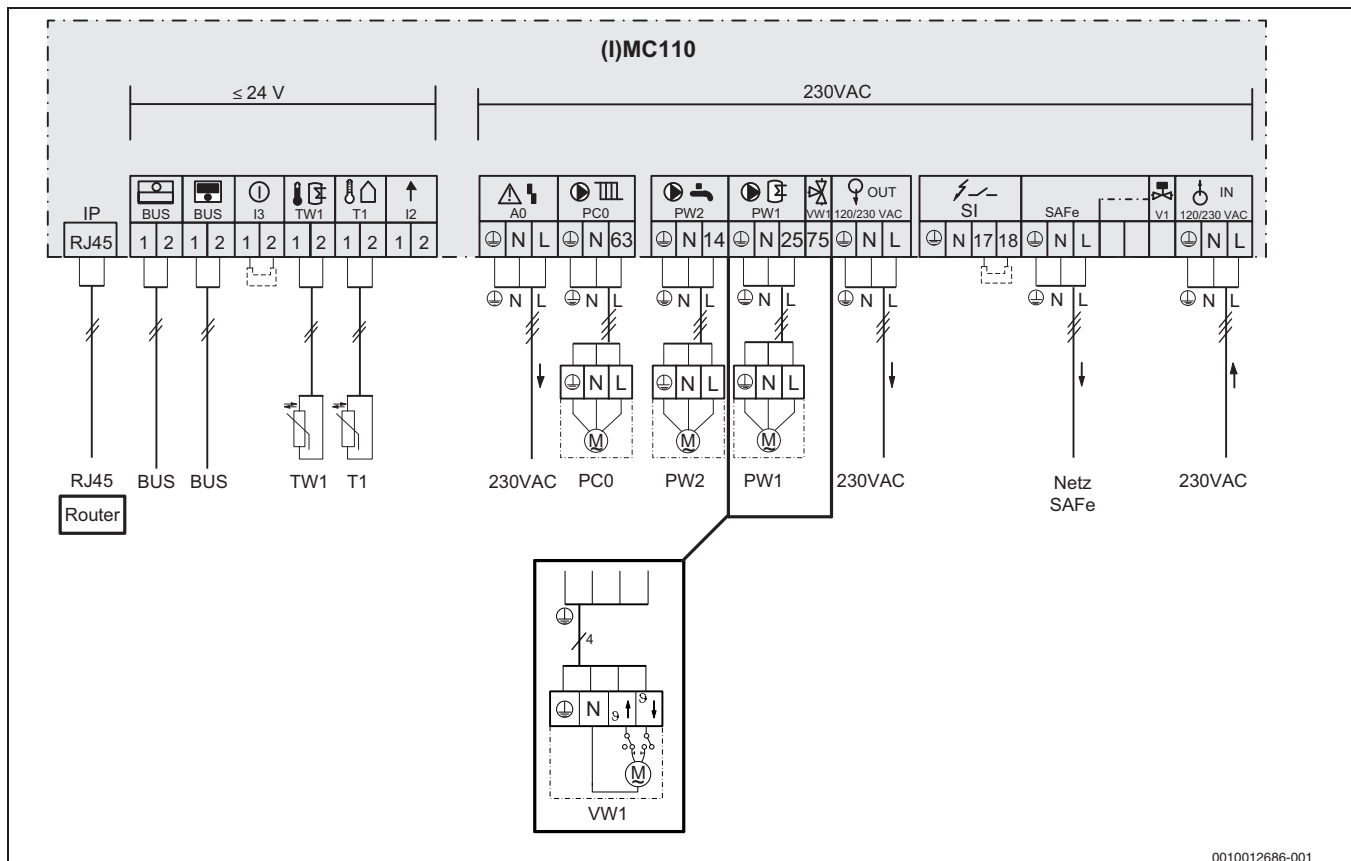 (I)MC110
≤ 24 V
230VAC
IP
BUS BUS I3 TW1 T1 I2
A0 PC0 PW2 PW1 VW1 OUT 120/230 VAC
SI SAFe V1 IN 120/230 VAC
RJ45 1 2 1 2 1 2 1 2 1 2 1 2
N L N 63 N 14 N 25 75 N L
N 17 18 N L N L
N L N L N L N L N L N L N L
N L N L N L
M M M
RJ45 BUS BUS TW1 T1
230VAC PC0 PW2 PW1 230VAC Netz 230VAC
SAFe
Router
4
N ϑ ϑ
M
VW1
0010012686-001